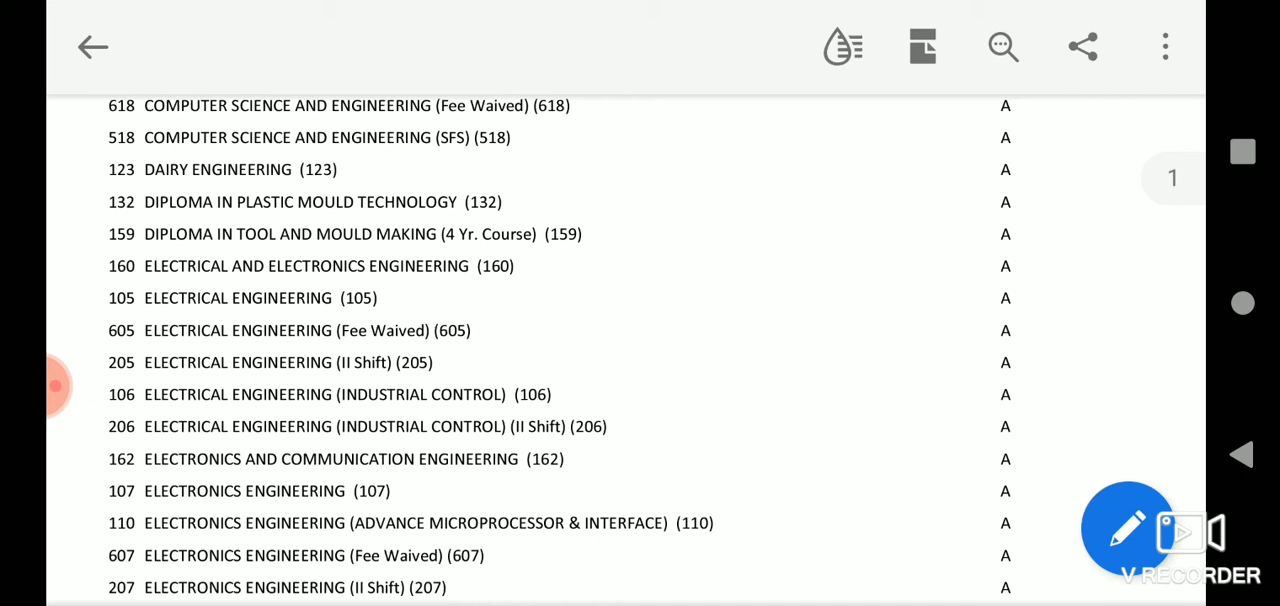 618 COMPUTER SCIENCE AND ENGINEERING (Fee Waived) (618) A
518 COMPUTER SCIENCE AND ENGINEERING (SFS) (518) A
123 DAIRY ENGINEERING (123) A
1
132 DIPLOMA IN PLASTIC MOULD TECHNOLOGY (132) A
159 DIPLOMA IN TOOL AND MOULD MAKING (4 Yr. Course) (159) A
160 ELECTRICAL AND ELECTRONICS ENGINEERING (160) A
105 ELECTRICAL ENGINEERING (105) A
605 ELECTRICAL ENGINEERING (Fee Waived) (605) A
205 ELECTRICAL ENGINEERING (II Shift) (205) A
106 ELECTRICAL ENGINEERING (INDUSTRIAL CONTROL) (106) A
206 ELECTRICAL ENGINEERING (INDUSTRIAL CONTROL) (II Shift) (206) A
162 ELECTRONICS AND COMMUNICATION ENGINEERING (162) A
107 ELECTRONICS ENGINEERING (107) A
110 ELECTRONICS ENGINEERING (ADVANCE MICROPROCESSOR & INTERFACE) (110) A
607 ELECTRONICS ENGINEERING (Fee Waived) (607) A
207 ELECTRONICS ENGINEERING (II Shift) (207) A
V RECORDER